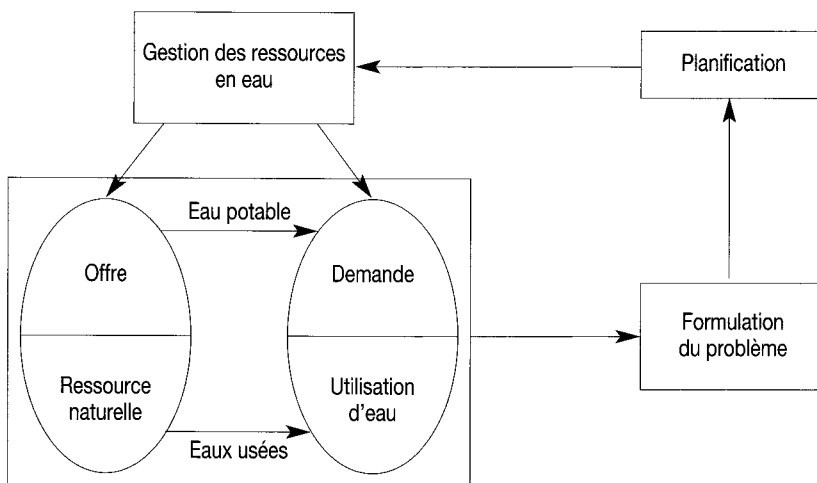 Gestion des ressources
en eau
Planification
Eau potable
Offre
Demande
Formulation
du problème
Ressource
naturelle
Utilisation
d'eau
Eaux usées